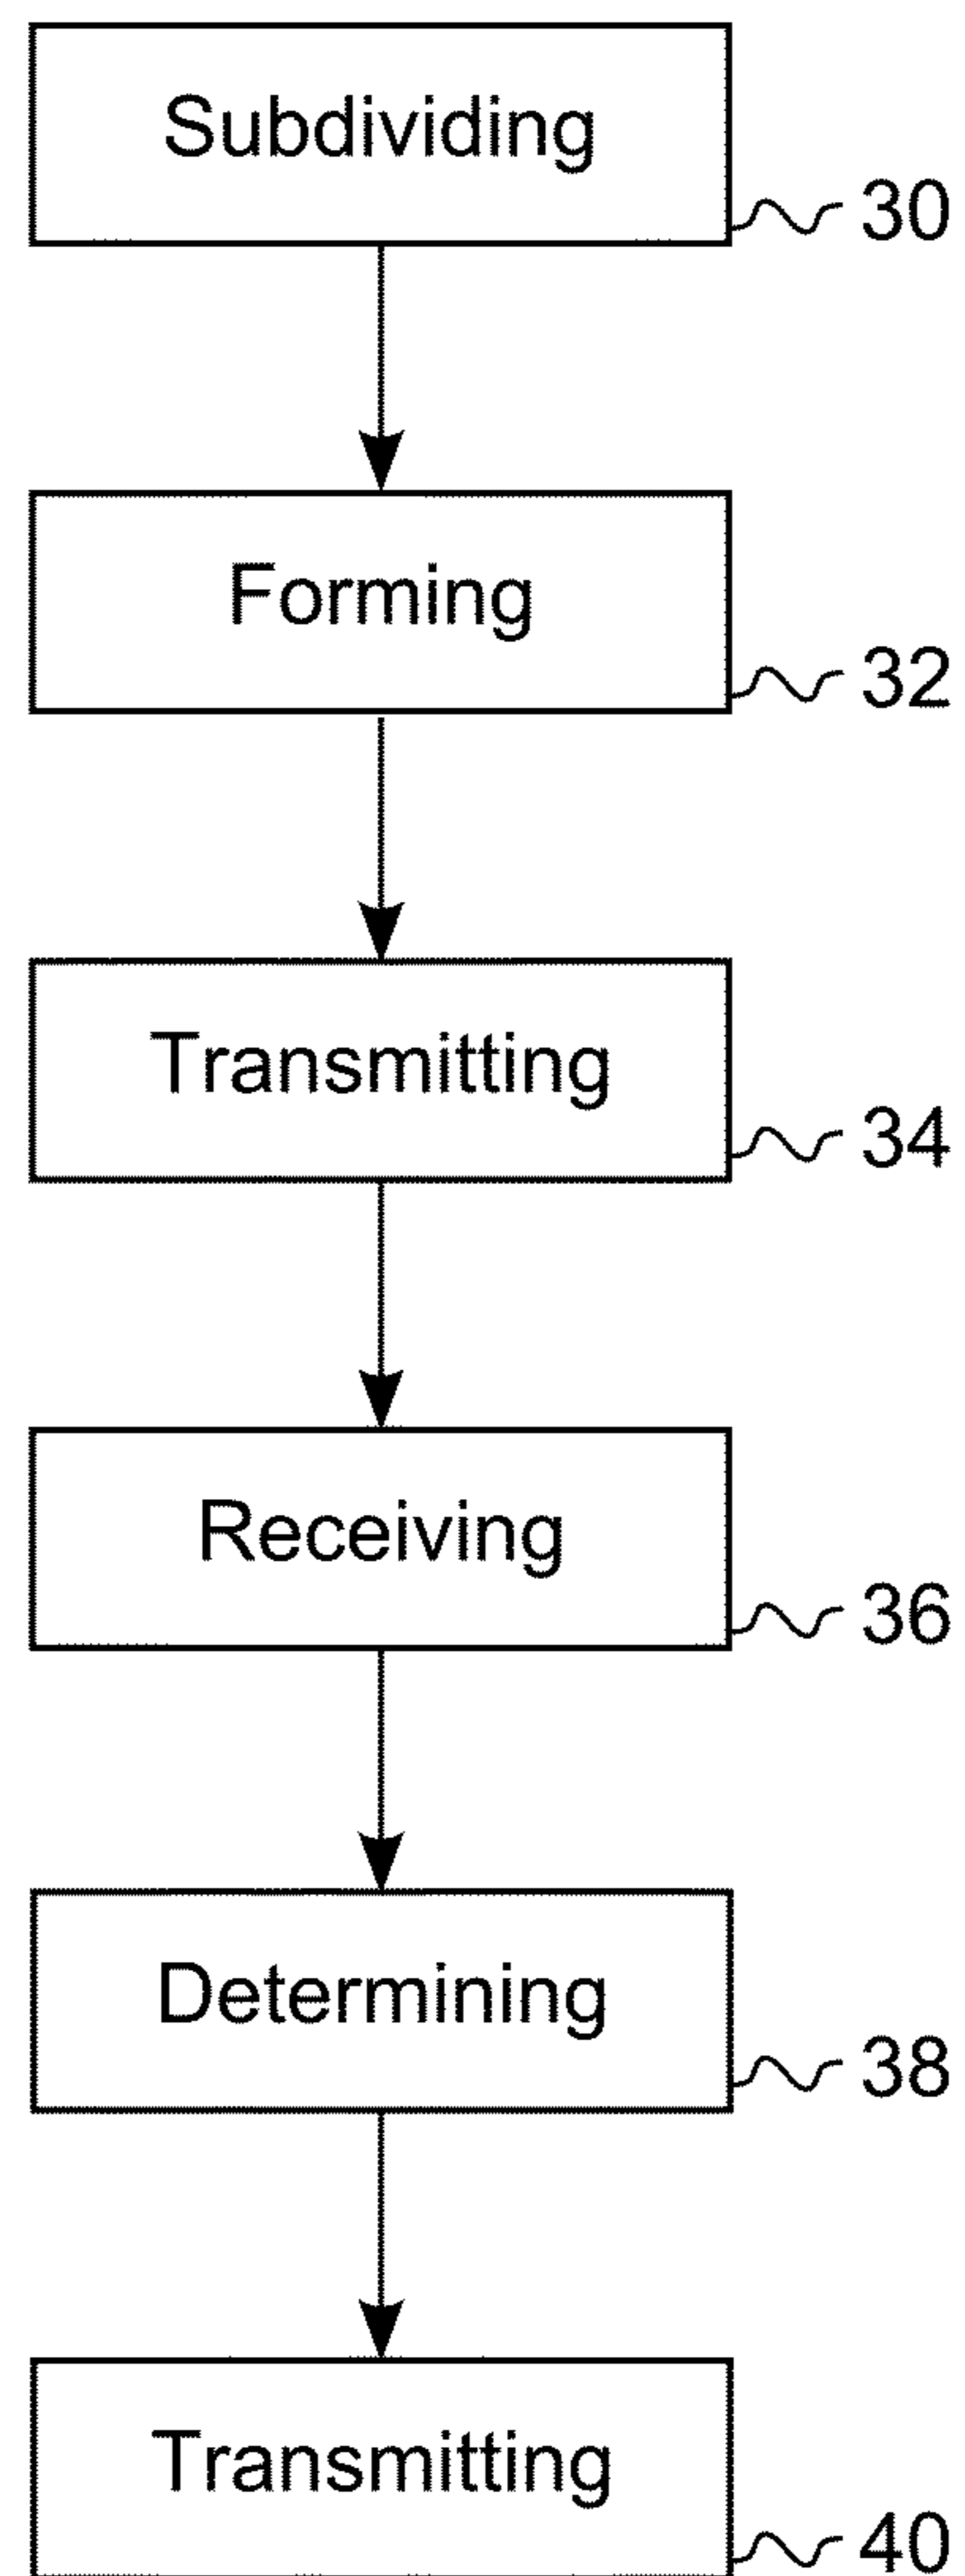 Subdividing
30
Forming
32
Transmitting
34
Receiving
36
Determining
38
Transmitting
40